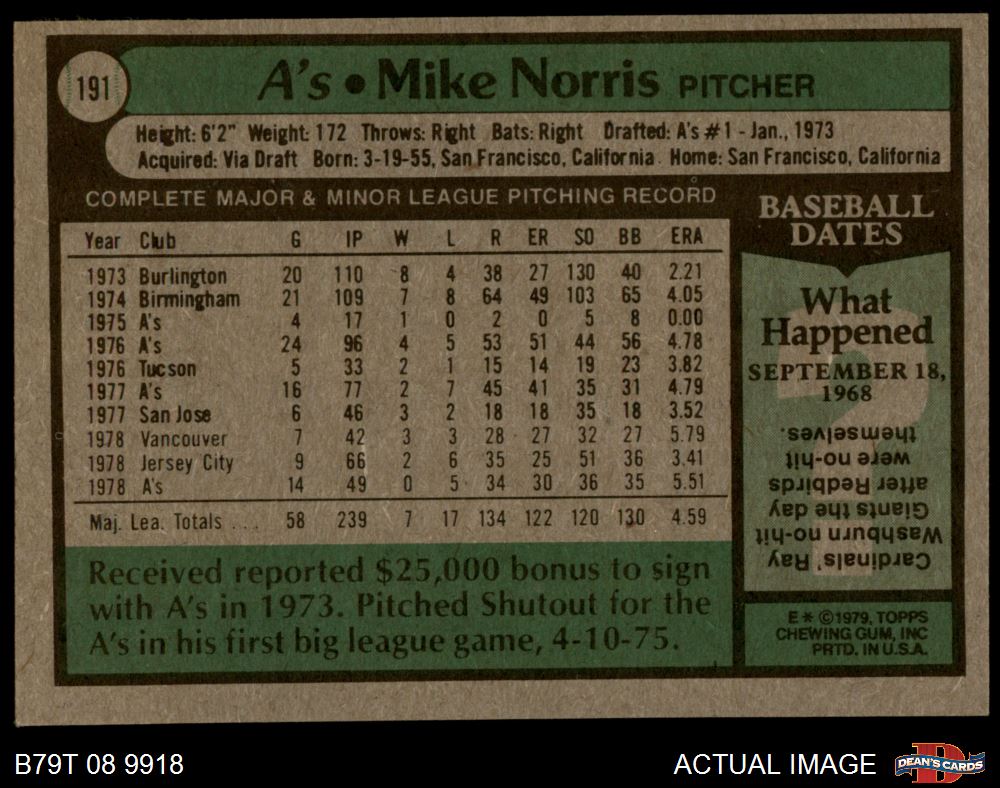 191
A's • Mike Norris PITCHER
Height: 6'2" Weight: 172 Throws: Right Bats: Right Drafted: A's #1 - Jan., 1973
Acquired: Via Draft Born: 3-19-55, San Francisco, California Home: San Francisco, California
COMPLETE MAJOR & MINOR LEAGUE PITCHING RECORD
Year Club G IP W L R ER SO BB ERA
1973 Burlington 20 110 8 4 38 27 130 40 2.21
1974 Birmingham 21 109 7 8 64 49 103 65 4.05
1975 A's 4 17 1 0 2 0 5 8 0.00
1976 A's 24 96 4 5 53 51 44 56 4.78
1976 Tucson 5 33 2 1 15 14 19 23 3.82
1977 A's 16 77 2 7 45 41 35 31 4.79
1977 San Jose 6 46 3 2 18 18 35 18 3.52
1978 Vancouver 7 42 3 3 28 27 32 27 5.79
1978 Jersey City 9 66 2 6 35 25 51 36 3.41
1978 A's 14 49 0 5 34 30 36 35 5.51
Maj. Lea. Totals ... 58 239 7 17 134 122 120 130 4.59
Received reported $25,000 bonus to sign
with A's in 1973. Pitched Shutout for the
A's in his first big league game, 4-10-75.
BASEBALL
DATES
What
Happened
SEPTEMBER 18,
1968
Cardinals' Ray
Washburn no-hit
Giants the day
after Redbirds
were no-hit
themselves.
E * ©1979, TOPPS
CHEWING GUM, INC
PRTD. IN U.S.A.
B79T 08 9918
ACTUAL IMAGE
DEAN'S CARDS